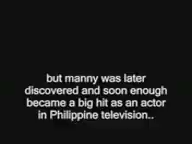 but manny was later
discovered and soon enough
became a big hit as an actor
in Philippine television..